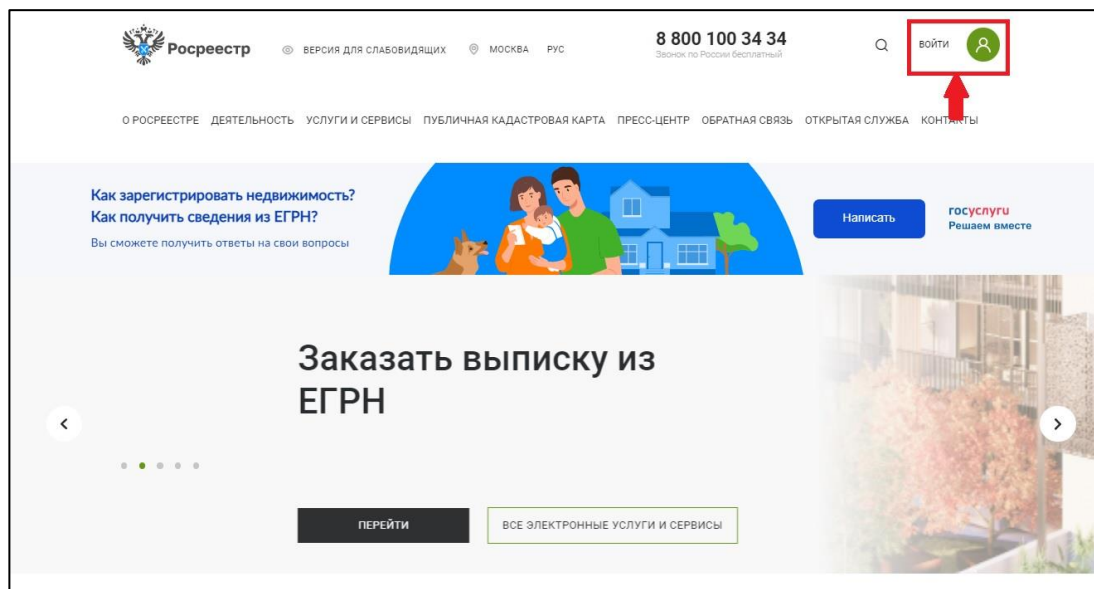 Росреестр
ВЕРСИЯ ДЛЯ СЛАБОВИДЯЩИХ
МОСКВА
РУС
8 800 100 34 34
Звонок по России бесплатный
ВОЙТИ
О РОСРЕЕСТРЕ ДЕЯТЕЛЬНОСТЬ УСЛУГИ И СЕРВИСЫ ПУБЛИЧНАЯ КАДАСТРОВАЯ КАРТА ПРЕСС-ЦЕНТР ОБРАТНАЯ СВЯЗЬ ОТКРЫТАЯ СЛУЖБА КОНТАКТЫ
Как зарегистрировать недвижимость?
Как получить сведения из ЕГРН?
Вы сможете получить ответы на свои вопросы
Написать
госуслуги
Решаем вместе
Заказать выписку из
ЕГРН
ПЕРЕЙТИ
ВСЕ ЭЛЕКТРОННЫЕ УСЛУГИ И СЕРВИСЫ